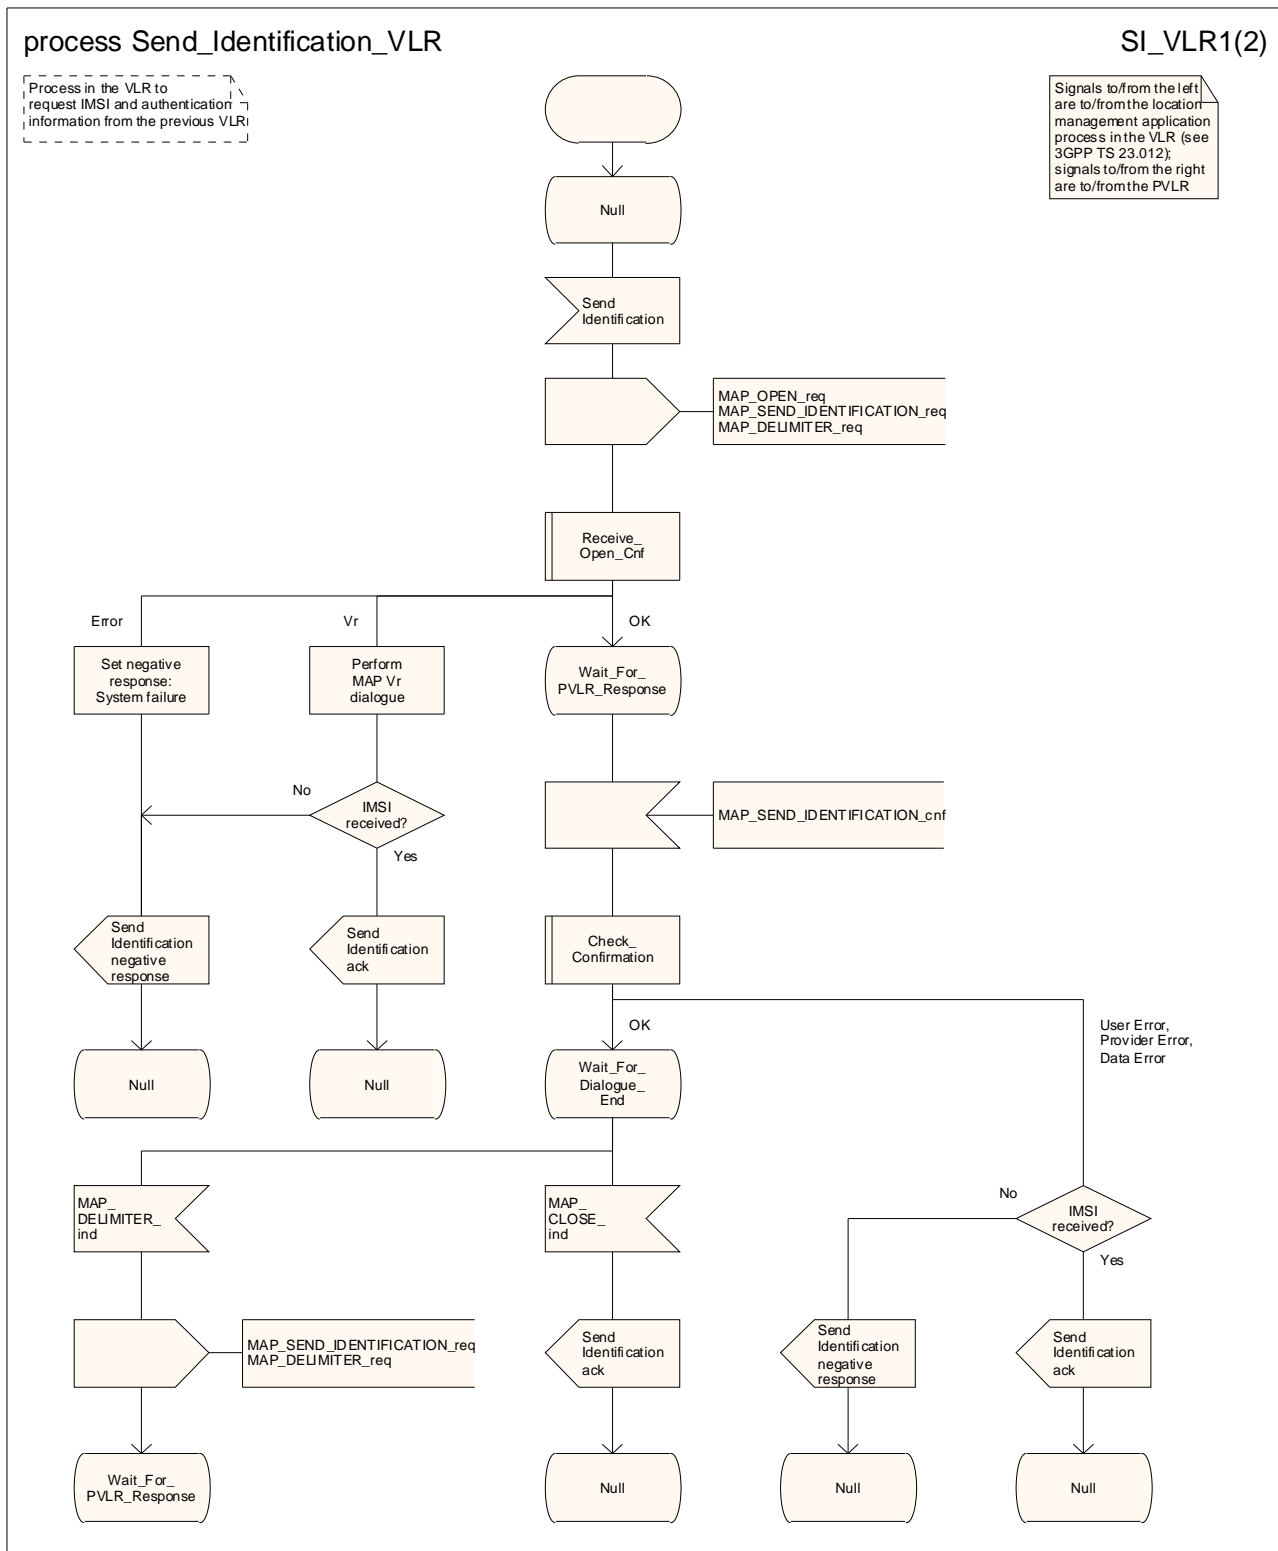 process Send_Identification_VLR
SI_VLR1(2)
Process in the VLR to
request IMSI and authentication
information from the previous VLR
Signals to/from the left
are to/from the location
management application
process in the VLR (see
3GPP TS 23.012);
signals to/from the right
are to/from the PVLR
Null
Send
Identification
MAP_OPEN_req
MAP_SEND_IDENTIFICATION_req
MAP_DELIMITER_req
Receive_
Open_Cnf
Error
Vr
OK
Set negative
response:
System failure
Perform
MAP Vr
dialogue
Wait_For_
PVLR_Response
No
IMSI
received?
Yes
MAP_SEND_IDENTIFICATION_cnf
Send
Identification
negative
response
Send
Identification
ack
Check_
Confirmation
OK
User Error,
Provider Error,
Data Error
Null
Null
Wait_For_
Dialogue_
End
MAP_
DELIMITER_
ind
MAP_
CLOSE_
ind
No
IMSI
received?
Yes
MAP_SEND_IDENTIFICATION_req
MAP_DELIMITER_req
Send
Identification
ack
Send
Identification
negative
response
Send
Identification
ack
Wait_For_
PVLR_Response
Null
Null
Null